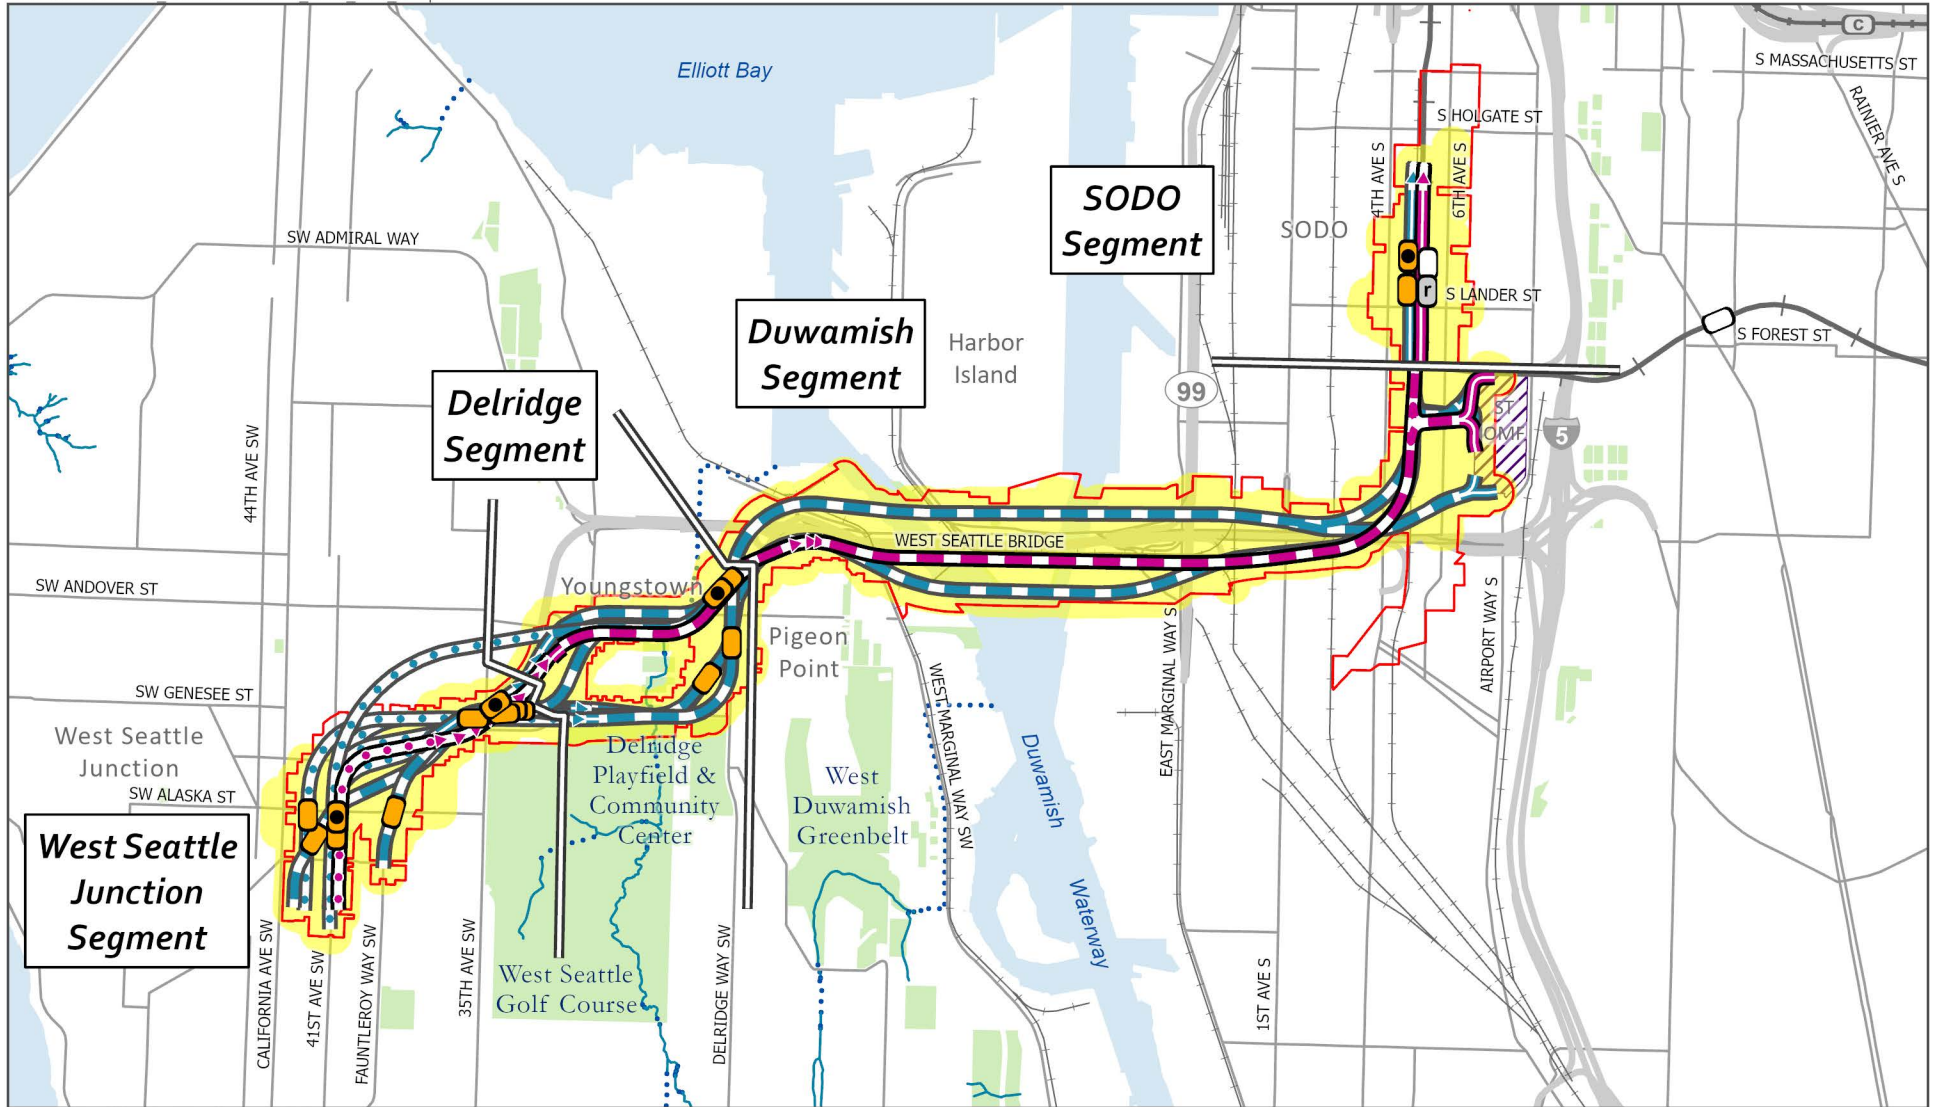 C
S MASSACHUSETTS ST
Elliott Bay
RAINIER AVE S
S HOLGATE ST
4TH AVE S
6TH AVE S
SODO
Segment
SODO
SW ADMIRAL WAY
r
S LANDER ST
S FOREST ST
Duwamish
Segment
Harbor
Island
99
Delridge
Segment
ST
OMF
5
44TH AVE SW
WEST SEATTLE BRIDGE
SW ANDOVER ST
Youngstown
Pigeon
Point
EAST MARGINAL WAY S
AIRPORT WAY S
SW GENESEE ST
WEST MARGINAL WAY SW
West Seattle
Junction
Delridge
Playfield &
Community
Center
West
Duwamish
Greenbelt
Duwamish
Waterway
SW ALASKA ST
West Seattle
Junction
Segment
CALIFORNIA AVE SW
41ST AVE SW
FAUNTLEROY WAY SW
35TH AVE SW
West Seattle
Golf Course
DELRIDGE WAY SW
1ST AVE S